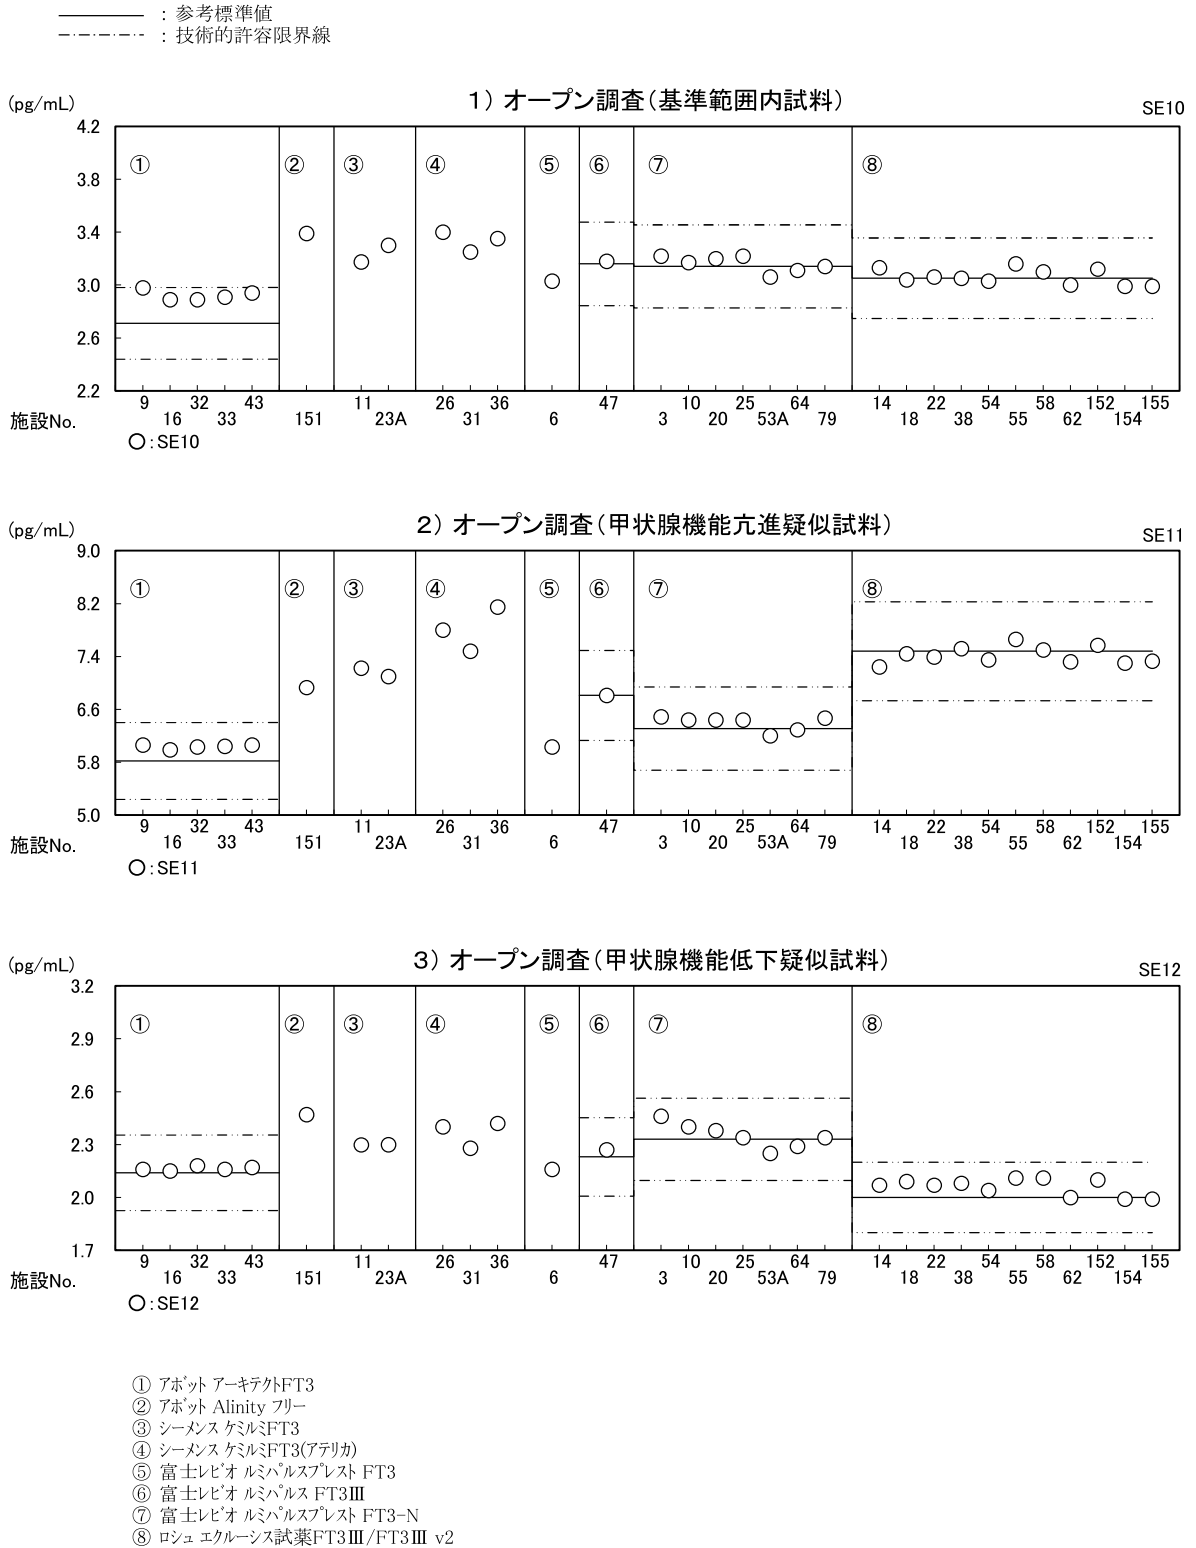 : 参考標準値
: 技術的許容限界線
(pg/mL)
1) オープン調査(基準範囲内試料)
SE10
4.2
① ② ③ ④ ⑤ ⑥ ⑦ ⑧
3.8
3.4
3.0
2.6
2.2
9 32 43 11 26 36 47 10 25 64 14 22 54 58 152 155
施設No. 16 33 151 23A 31 6 3 20 53A 79 18 38 55 62 154
○:SE10
(pg/mL)
2) オープン調査(甲状腺機能亢進疑似試料)
SE11
9.0
① ② ③ ④ ⑤ ⑥ ⑦ ⑧
8.2
7.4
6.6
5.8
5.0
9 32 43 11 26 36 47 10 25 64 14 22 54 58 152 155
施設No. 16 33 151 23A 31 6 3 20 53A 79 18 38 55 62 154
○:SE11
(pg/mL)
3) オープン調査(甲状腺機能低下疑似試料)
SE12
3.2
① ② ③ ④ ⑤ ⑥ ⑦ ⑧
2.9
2.6
2.3
2.0
1.7
9 32 43 11 26 36 47 10 25 64 14 22 54 58 152 155
施設No. 16 33 151 23A 31 6 3 20 53A 79 18 38 55 62 154
○:SE12
① アボット アーキテクトFT3
② アボット Alinity フリー
③ シーメンス ケミルミFT3
④ シーメンス ケミルミFT3(アテリカ)
⑤ 富士レビオ ルミパルスプレスト FT3
⑥ 富士レビオ ルミパルス FT3Ⅲ
⑦ 富士レビオ ルミパルスプレスト FT3-N
⑧ ロシュ エクルーシス試薬FT3Ⅲ/FT3Ⅲ v2